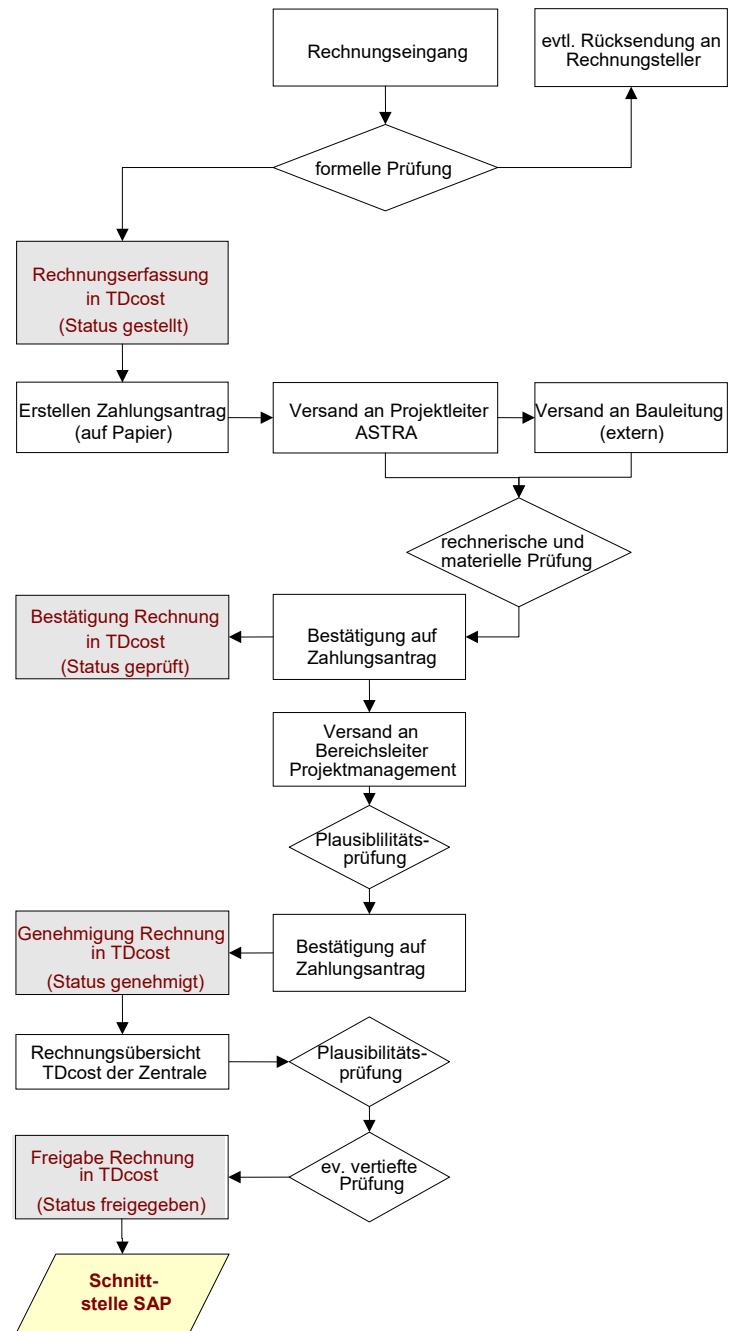 Rechnungseingang
evtl. Rücksendung an
Rechnungsteller
formelle Prüfung
Rechnungserfassung
in TDcost
(Status gestellt)
Erstellen Zahlungsantrag
(auf Papier)
Versand an Projektleiter
ASTRA
Versand an Bauleitung
(extern)
rechnerische und
materielle Prüfung
Bestätigung Rechnung
in TDcost
(Status geprüft)
Bestätigung auf
Zahlungsantrag
Versand an
Bereichsleiter
Projektmanagement
Plausiblilitäts-
prüfung
Genehmigung Rechnung
in TDcost
(Status genehmigt)
Bestätigung auf
Zahlungsantrag
Rechnungsübersicht
TDcost der Zentrale
Plausibilitäts-
prüfung
Freigabe Rechnung
in TDcost
(Status freigegeben)
ev. vertiefte
Prüfung
Schnitt-
stelle SAP